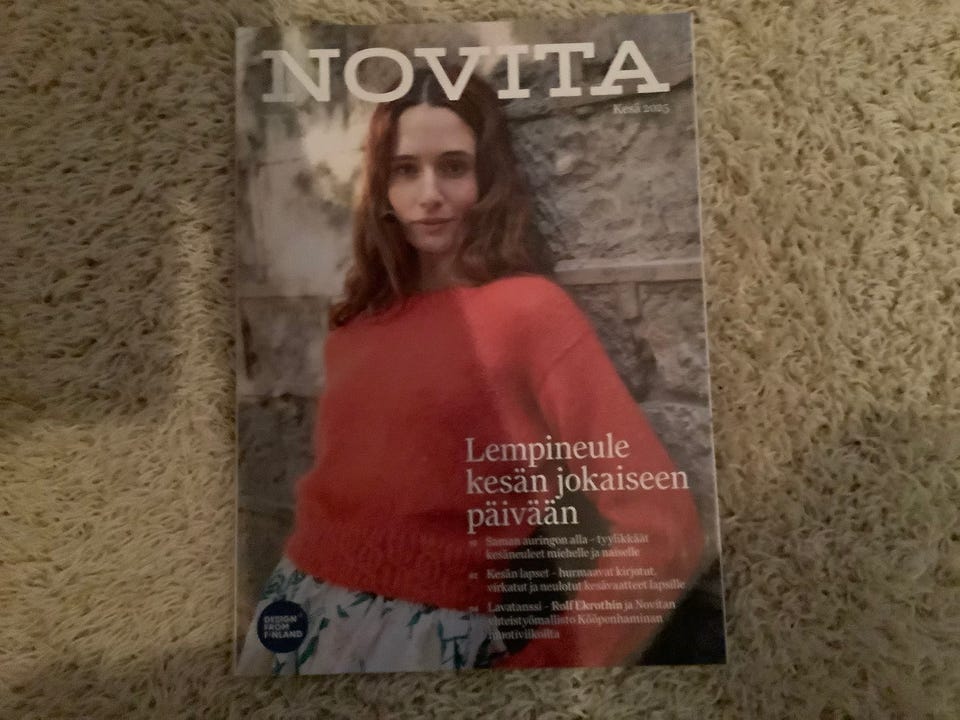 NOVITA
Kesä 2025
Lempineule
kesän jokaiseen
päivään
Saman auringon alla – tyylikkäät
kesäneuleet miehelle ja naiselle
Kesän lapset – hurmaavat kirjotut,
virkatut ja neulotut kesävaatteet lapsille
Lavatanssi – Rolf Ekrothin ja Novitan
yhteistyömallisto Kööpenhaminan
muotiviikoilta
DESIGN
FROM
FINLAND